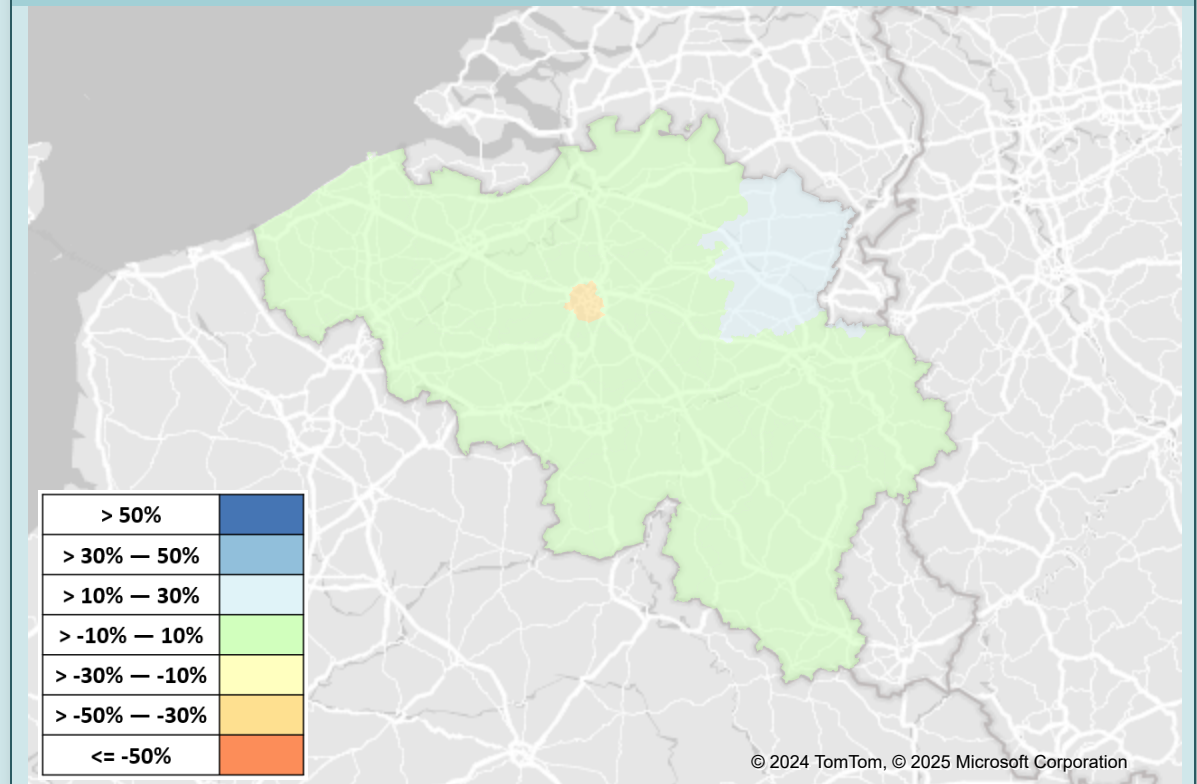 > 50%
> 30% — 50%
> 10% — 30%
> -10% — 10%
> -30% — -10%
> -50% — -30%
<= -50%
© 2024 TomTom, © 2025 Microsoft Corporation